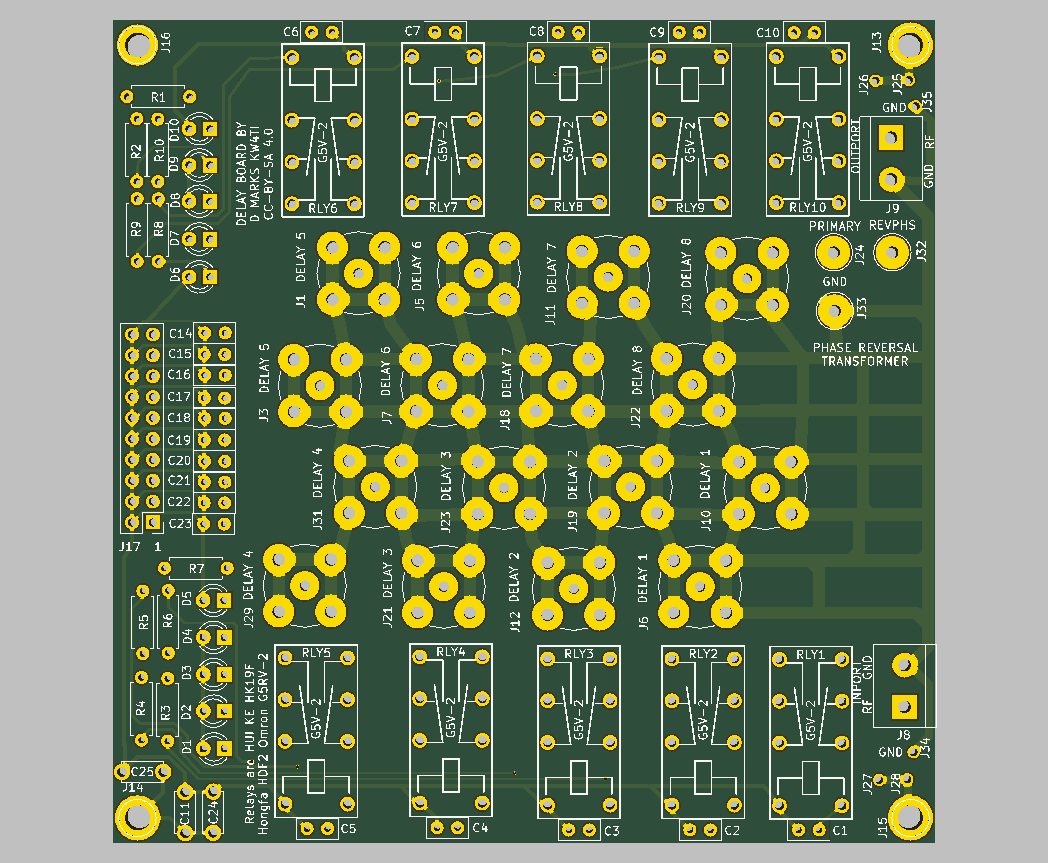 C6
C7
C8
C9
C10
J16
J13
R1
J26
J25
J35
GND
D10
R2
R10
D9
D8
D7
D6
R9
R8
DELAY BOARD BY
D MARKS KW4TI
CC-BY-SA 4.0
G5V-2
G5V-2
G5V-2
G5V-2
G5V-2
RLY6
RLY7
RLY8
RLY9
RLY10
OUTPORT
RF
GND
J9
PRIMARY
REVPHS
J24
J32
GND
J33
PHASE REVERSAL
TRANSFORMER
DELAY 5
J1
DELAY 6
J5
DELAY 7
J11
DELAY 8
J20
C14
C15
C16
C17
C18
C19
C20
C21
C22
C23
J17
1
DELAY 5
J3
DELAY 6
J7
DELAY 7
J18
DELAY 8
J22
DELAY 4
J31
DELAY 3
J23
DELAY 2
J19
DELAY 1
J10
DELAY 4
J29
DELAY 3
J21
DELAY 2
J12
DELAY 1
J6
R7
D5
R5
R6
D4
D3
D2
D1
R4
R3
Relays are HUI KE HK19F
Hongfa HDF2 Omron G5RV-2
RLY5
RLY4
RLY3
RLY2
RLY1
G5V-2
G5V-2
G5V-2
G5V-2
G5V-2
INPORT
GND
RF
J8
GND
J34
J27
J28
C25
J14
C11
C24
C5
C4
C3
C2
C1
J15